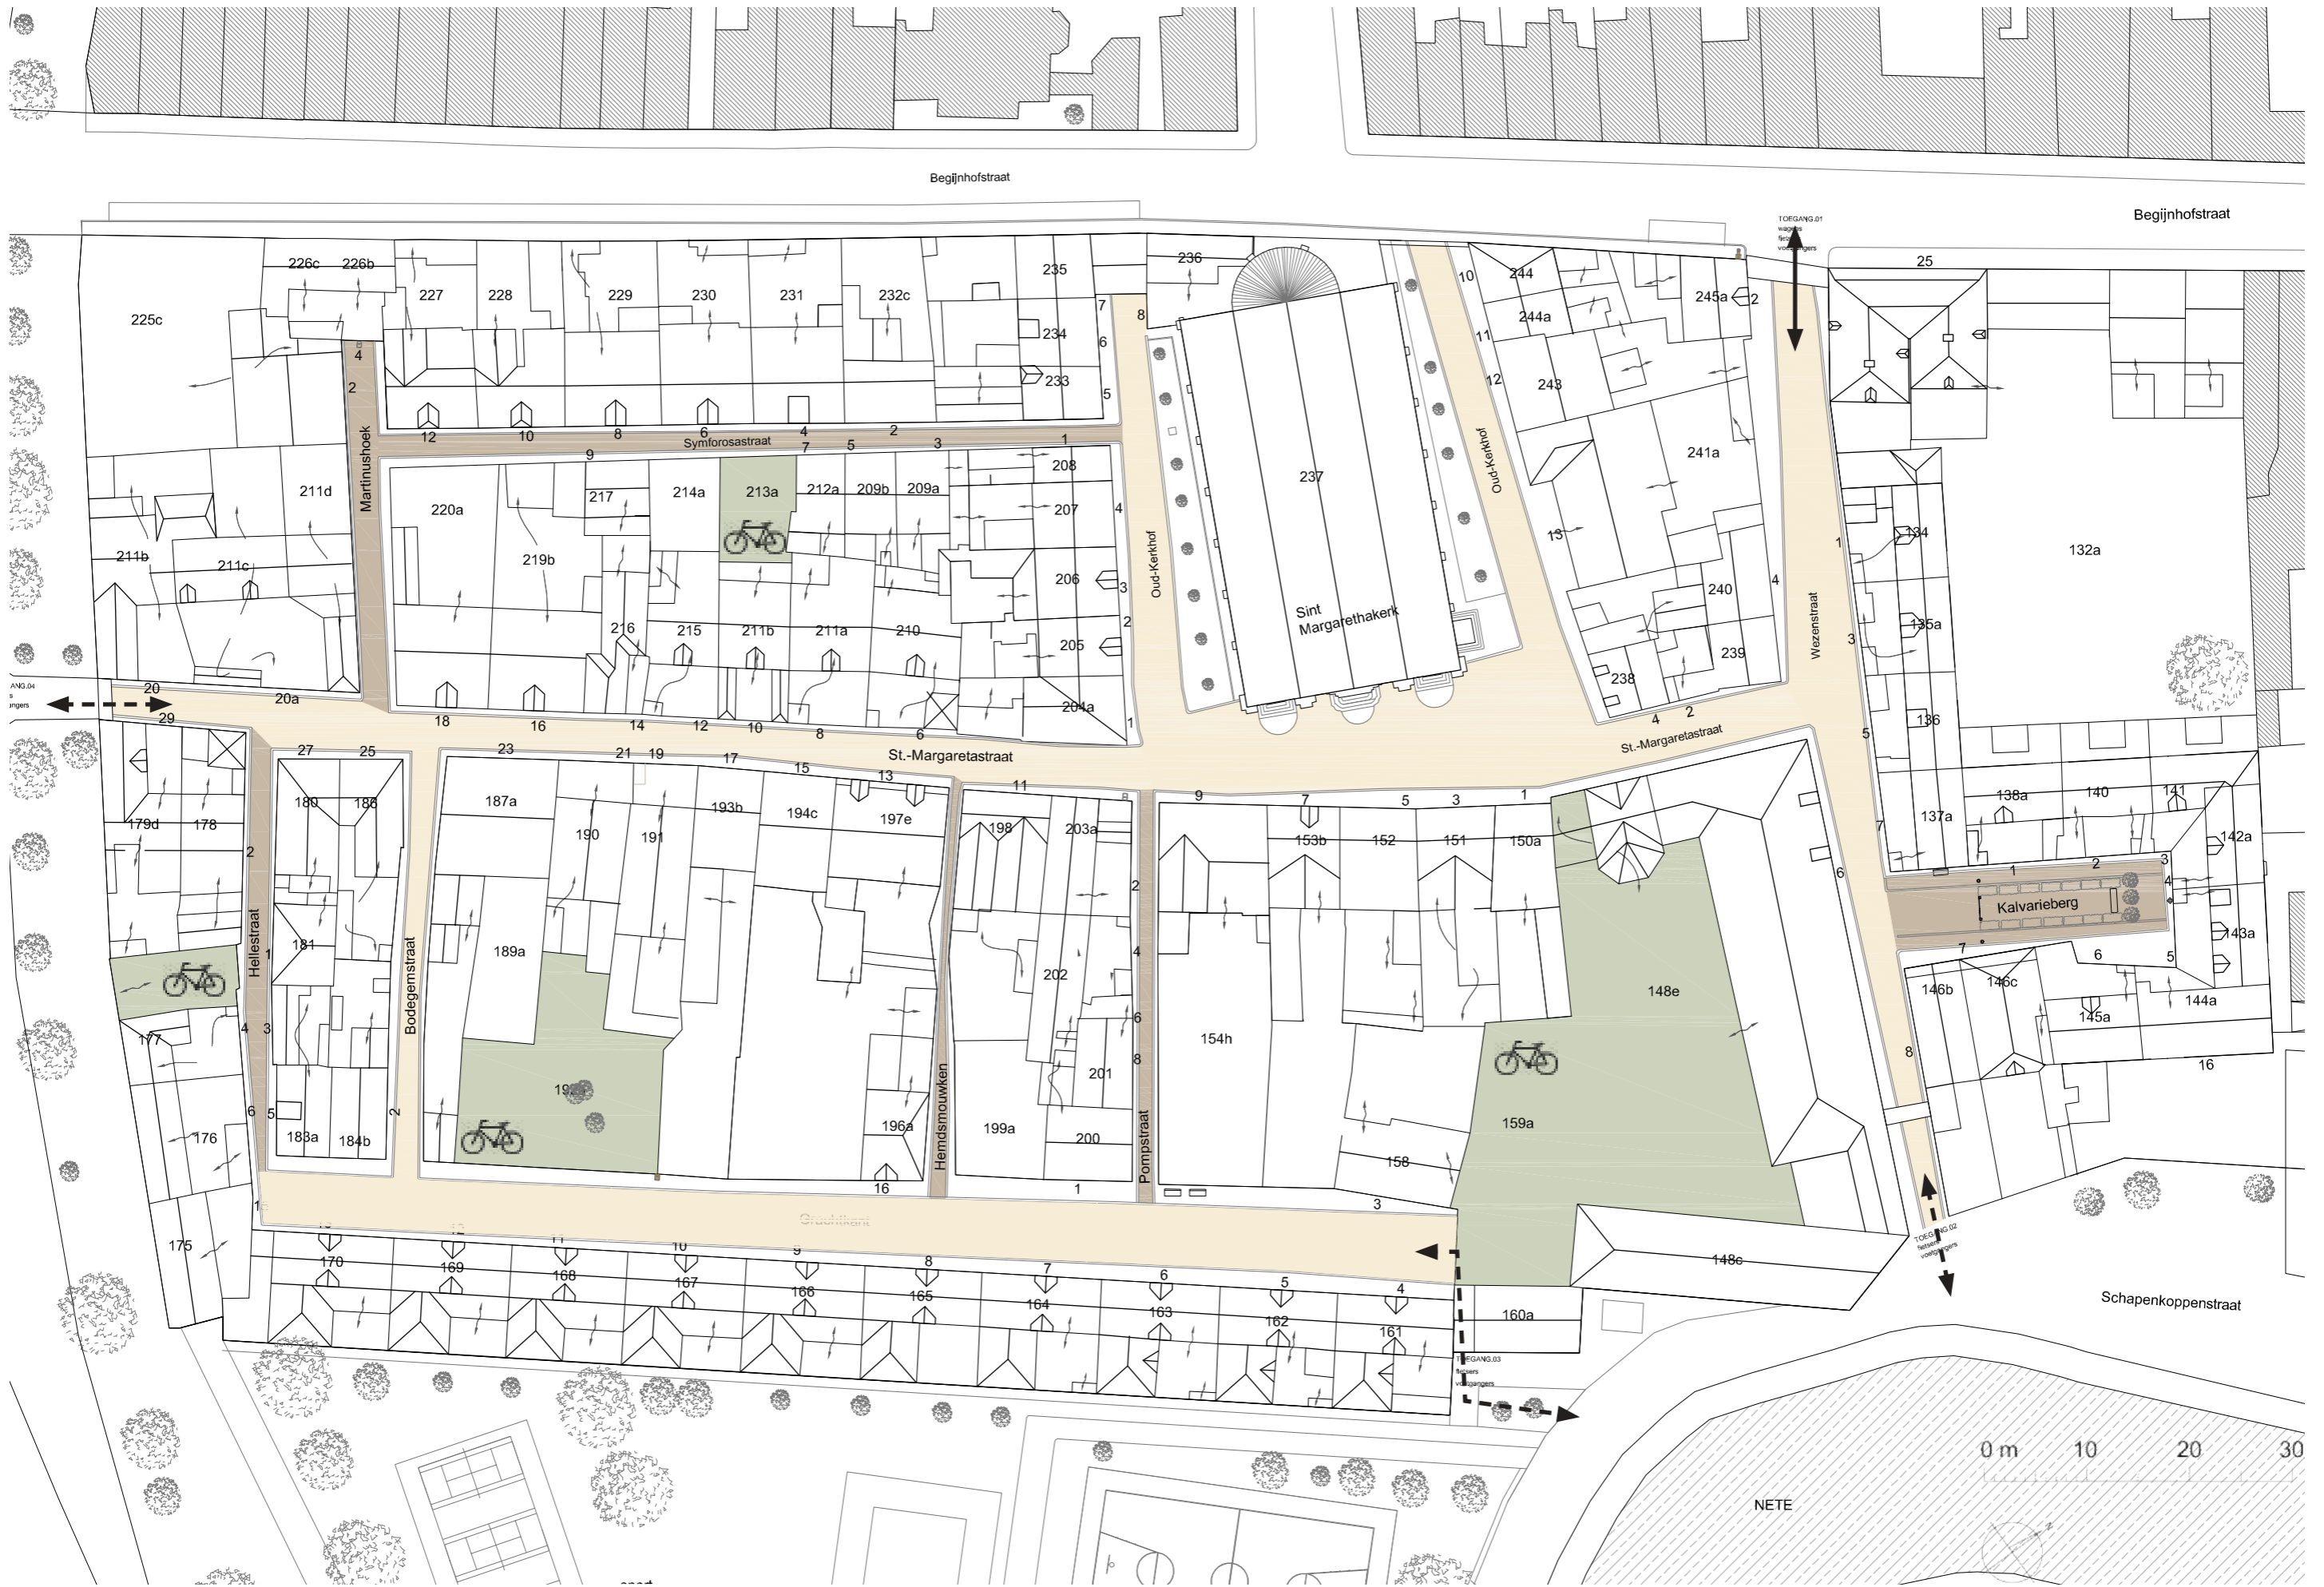 Begijnhofstraat
Begijnhofstraat
TOEGANG.01
wagens
fietsers
voetgangers
25
236
235
226c
226b
227
228
229
230
231
232c
225c
234
233
7
6
5
8
4
2
10
11
12
13
244
244a
245a
2
243
241a
237
12
10
8
6
4
2
Symforosastraat
9
7
5
3
1
Martinushoek
211d
211b
211c
220a
219b
217
214a
213a
212a
209b
209a
208
207
206
205
204a
4
3
2
1
216
215
211b
211a
210
Oud-Kerkhof
Oud-Kerkhof
Sint
Margarethakerk
240
239
238
4
2
4
Wezenstraat
1
3
5
7
134
135a
136
137a
132a
ANG.04
20
20a
29
18
16
14
12
10
8
6
St.-Margaretastraat
St.-Margaretastraat
27
25
23
21
19
17
15
13
11
9
7
5
3
1
180
186
179d
178
187a
190
191
193b
194c
197e
198
203a
153b
152
151
150a
138a
140
141
142a
1
2
3
4
Kalvarieberg
7
6
5
143a
144a
145a
146b
146c
16
6
8
2
Hellestraat
181
1
3
5
4
6
177
176
175
183a
184b
Bodegemstraat
2
189a
196a
16
Hemdsmouwken
202
201
199a
200
1
2
4
6
8
Pompstraat
154h
158
3
159a
148e
148c
160a
1
Grachtkant
10
9
8
7
6
5
4
170
169
168
167
166
165
164
163
162
161
TOEGANG.02
fietsers
voetgangers
TOEGANG.03
fietsers
voetgangers
Schapenkoppenstraat
0 m 10 20 30
NETE